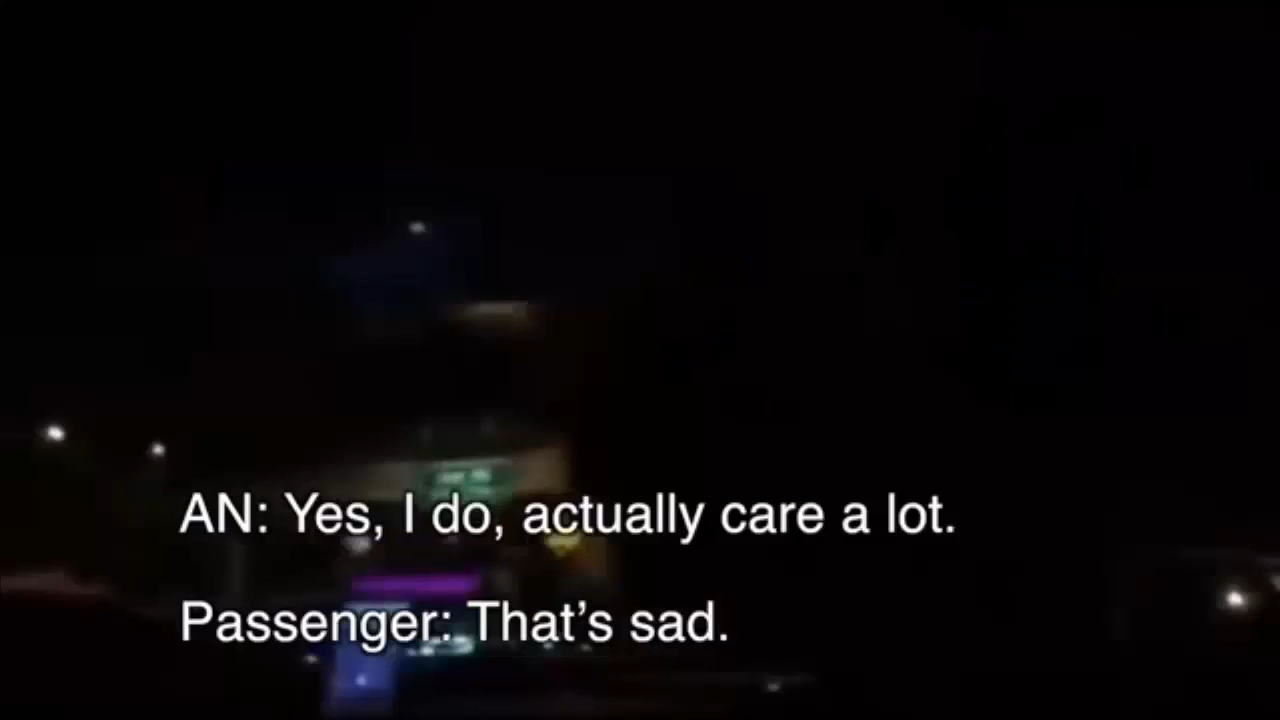 AN: Yes, I do, actually care a lot.
Passenger: That’s sad.